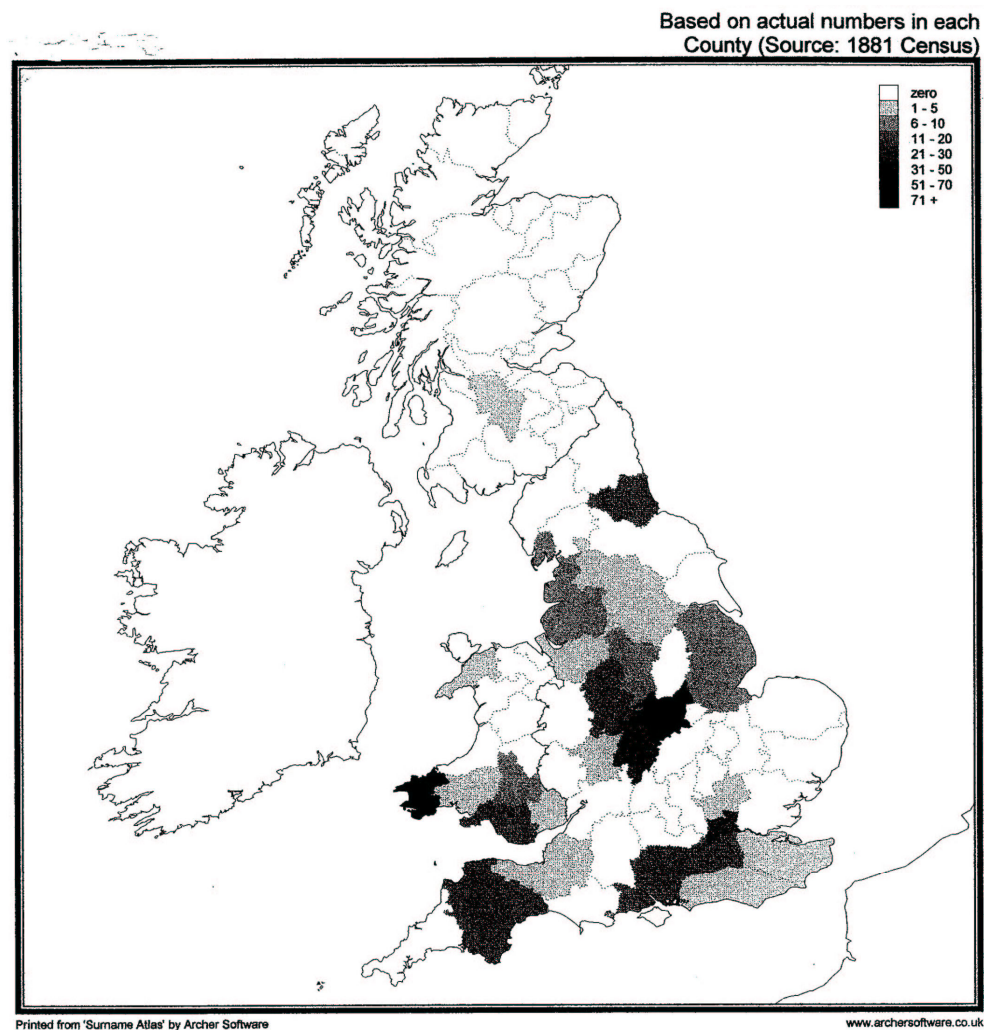 Based on actual numbers in each
County (Source: 1881 Census)
zero
1 - 5
6 - 10
11 - 20
21 - 30
31 - 50
51 - 70
71 +
Printed from 'Surname Atlas' by Archer Software
www.archersoftware.co.uk